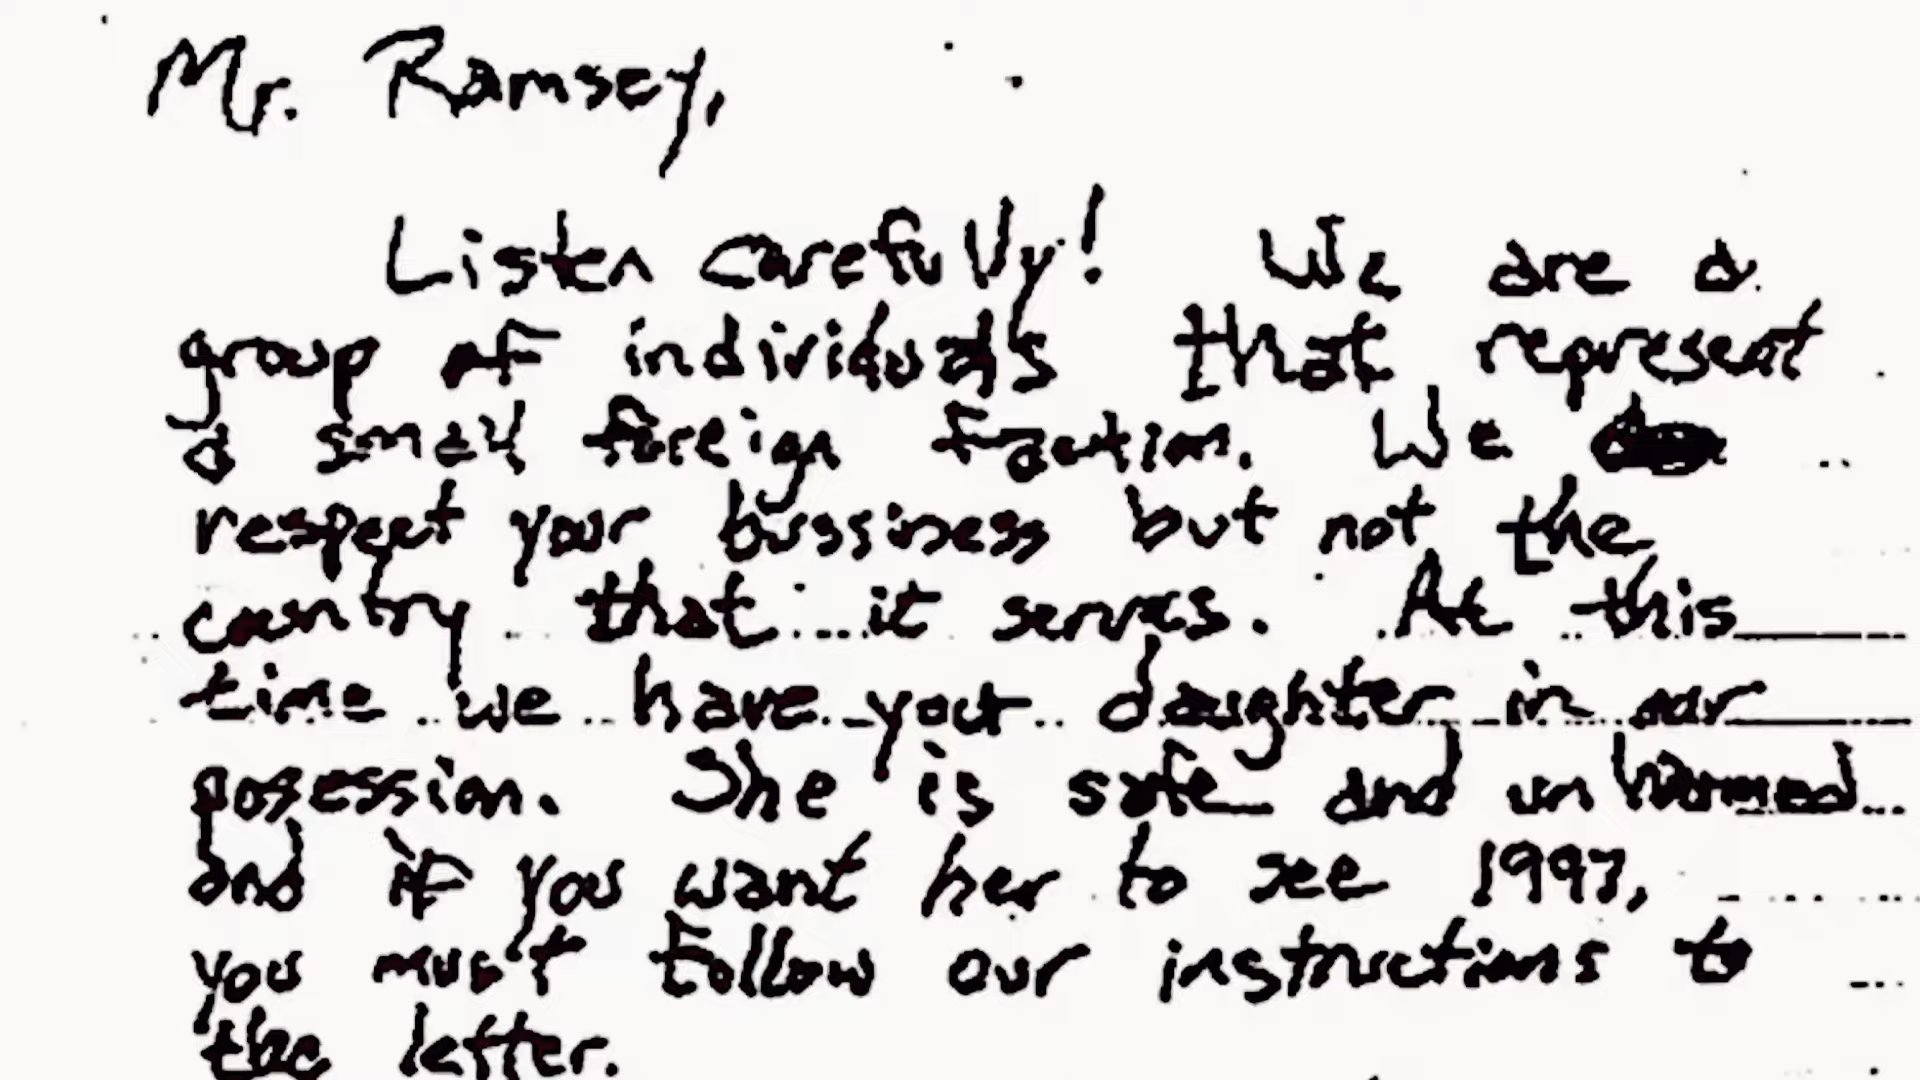 Mr. Ramsey,
Listen carefully! We are a
group of individuals that represent
a small foreign faction. We
respect your bussiness but not the
country that it serves. At this
time we have your daughter in our
posession. She is safe and unharmed
and if you want her to see 1997,
you must follow our instructions to
the letter.